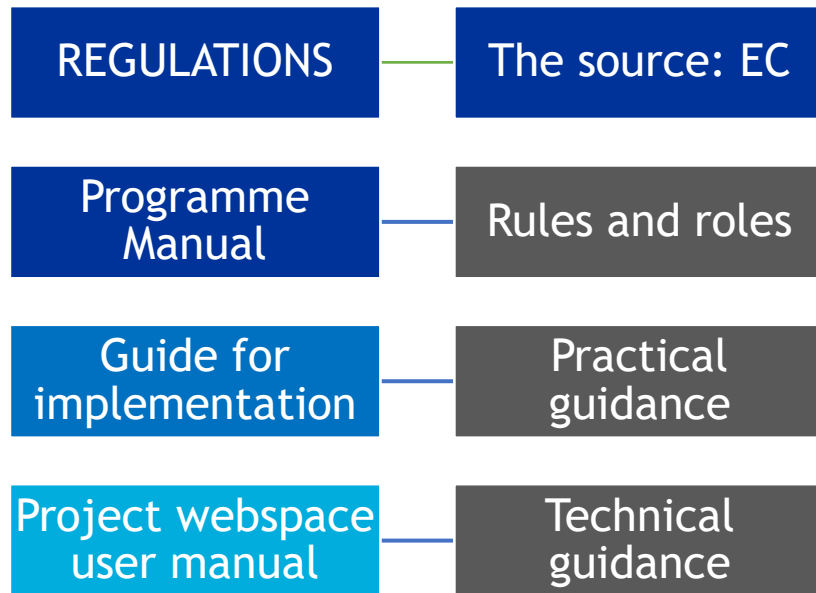 REGULATIONS
The source: EC
Programme
Manual
Rules and roles
Guide for
implementation
Practical
guidance
Project webspace
user manual
Technical
guidance